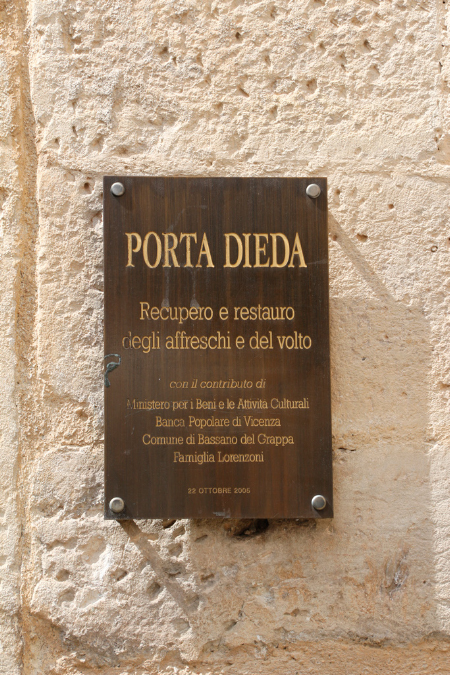 PORTA DIEDA
Recupero e restauro
degli affreschi e del volto
con il contributo di
Ministero per i Beni e le Attività Culturali
Banca Popolare di Vicenza
Comune di Bassano del Grappa
Famiglia Lorenzoni
22 OTTOBRE 2005